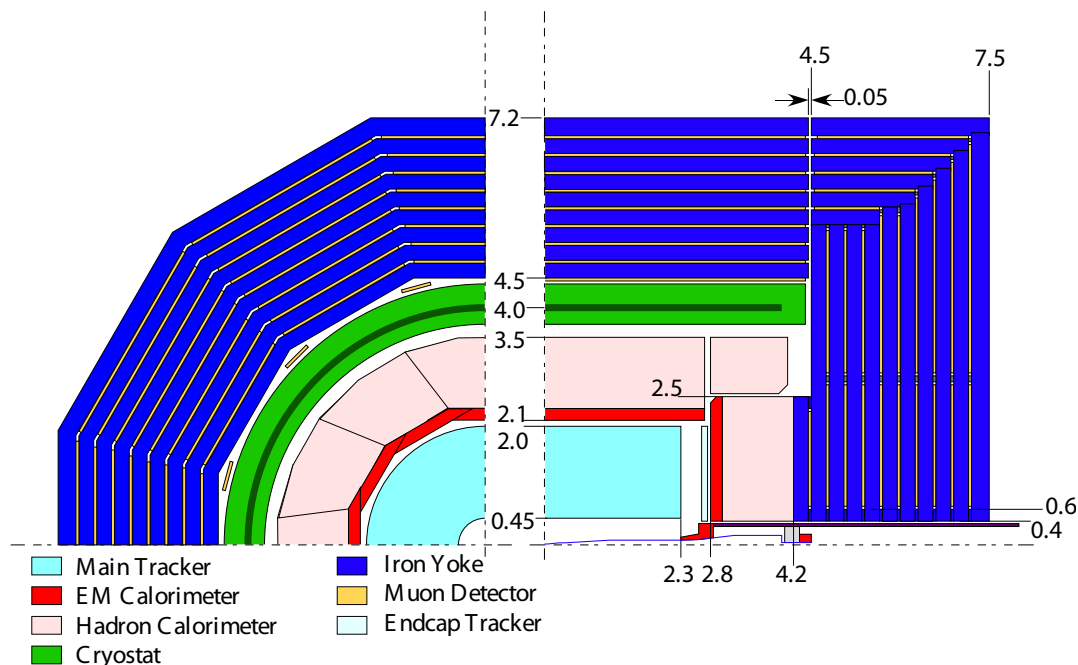 4.5
7.5
0.05
7.2
4.5
4.0
3.5
2.5
2.1
2.0
0.45
0.6
0.4
2.3 2.8 4.2
Main Tracker
EM Calorimeter
Hadron Calorimeter
Cryostat
Iron Yoke
Muon Detector
Endcap Tracker